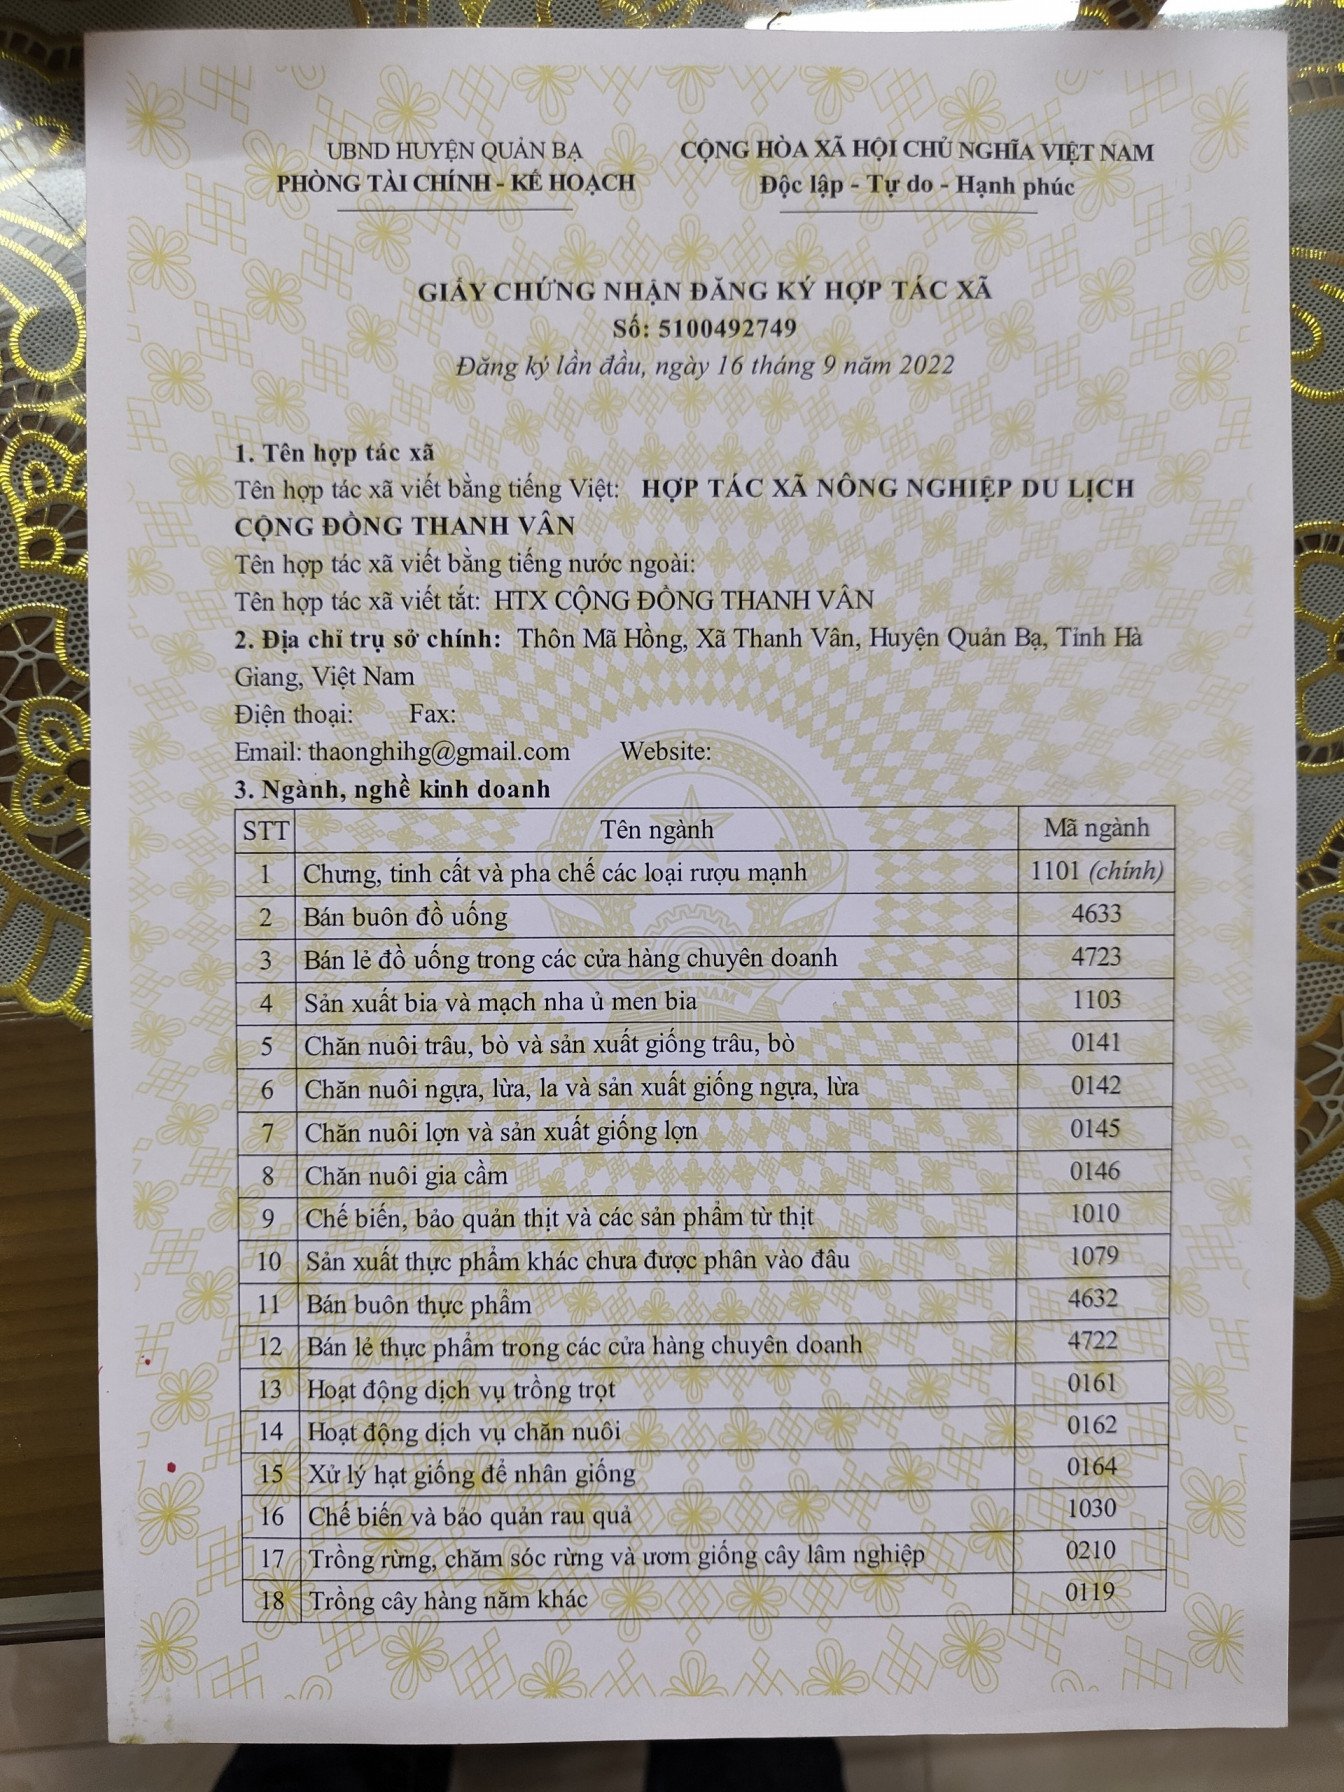 UBND HUYỆN QUẢN BẠ
PHÒNG TÀI CHÍNH - KẾ HOẠCH
CỘNG HÒA XÃ HỘI CHỦ NGHĨA VIỆT NAM
Độc lập - Tự do - Hạnh phúc
GIẤY CHỨNG NHẬN ĐĂNG KÝ HỢP TÁC XÃ
Số: 5100492749
Đăng ký lần đầu, ngày 16 tháng 9 năm 2022
1. Tên hợp tác xã
Tên hợp tác xã viết bằng tiếng Việt: HỢP TÁC XÃ NÔNG NGHIỆP DU LỊCH
CỘNG ĐỒNG THANH VÂN
Tên hợp tác xã viết bằng tiếng nước ngoài:
Tên hợp tác xã viết tắt: HTX CỘNG ĐỒNG THANH VÂN
2. Địa chỉ trụ sở chính: Thôn Mã Hồng, Xã Thanh Vân, Huyện Quản Bạ, Tỉnh Hà
Giang, Việt Nam
Điện thoại: Fax:
Email: thaonghihg@gmail.com Website:
3. Ngành, nghề kinh doanh
STT Tên ngành Mã ngành
1 Chưng, tinh cất và pha chế các loại rượu mạnh 1101 (chính)
2 Bán buôn đồ uống 4633
3 Bán lẻ đồ uống trong các cửa hàng chuyên doanh 4723
4 Sản xuất bia và mạch nha ủ men bia 1103
5 Chăn nuôi trâu, bò và sản xuất giống trâu, bò 0141
6 Chăn nuôi ngựa, lừa, la và sản xuất giống ngựa, lừa 0142
7 Chăn nuôi lợn và sản xuất giống lợn 0145
8 Chăn nuôi gia cầm 0146
9 Chế biến, bảo quản thịt và các sản phẩm từ thịt 1010
10 Sản xuất thực phẩm khác chưa được phân vào đâu 1079
11 Bán buôn thực phẩm 4632
12 Bán lẻ thực phẩm trong các cửa hàng chuyên doanh 4722
13 Hoạt động dịch vụ trồng trọt 0161
14 Hoạt động dịch vụ chăn nuôi 0162
15 Xử lý hạt giống để nhân giống 0164
16 Chế biến và bảo quản rau quả 1030
17 Trồng rừng, chăm sóc rừng và ươm giống cây lâm nghiệp 0210
18 Trồng cây hàng năm khác 0119